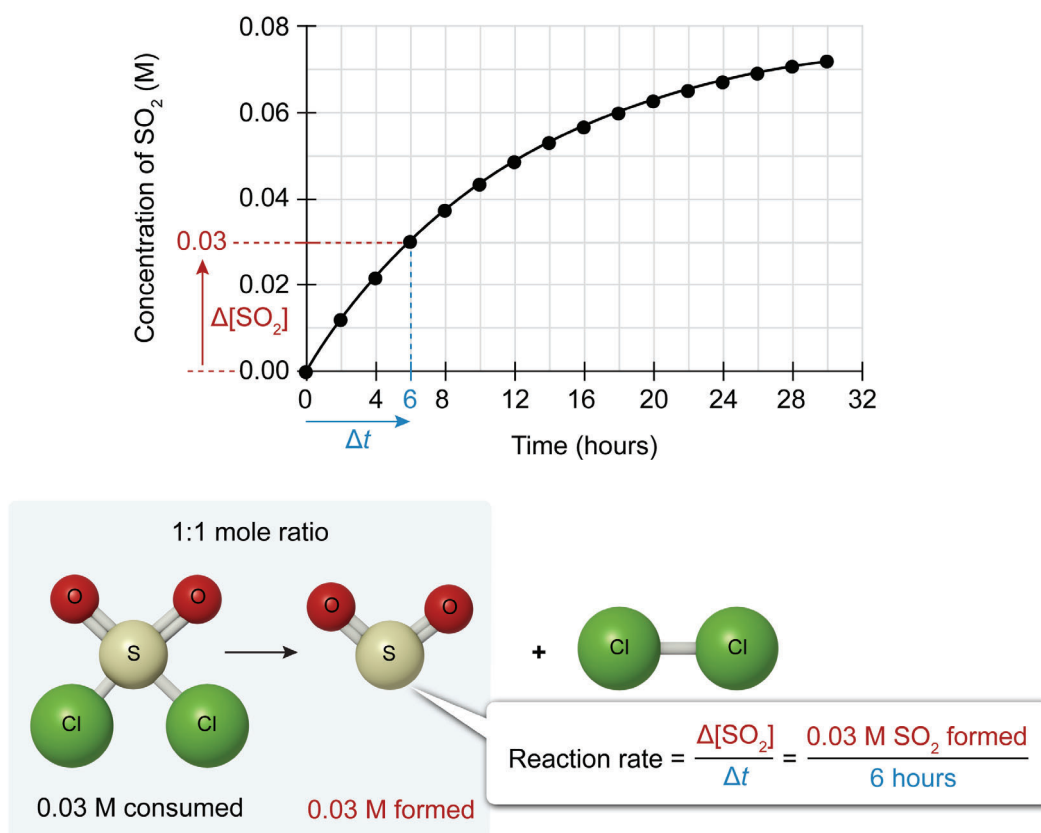 Concentration of SO₂ (M)
0.08
0.06
0.04
0.03
0.02
Δ[SO₂]
0.00
0 4 6 8 12 16 20 24 28 32
Δt
Time (hours)
1:1 mole ratio
O O
S
Cl Cl
0.03 M consumed
O O
S
0.03 M formed
+
Cl Cl
Reaction rate = Δ[SO₂]/Δt = 0.03 M SO₂ formed/6 hours